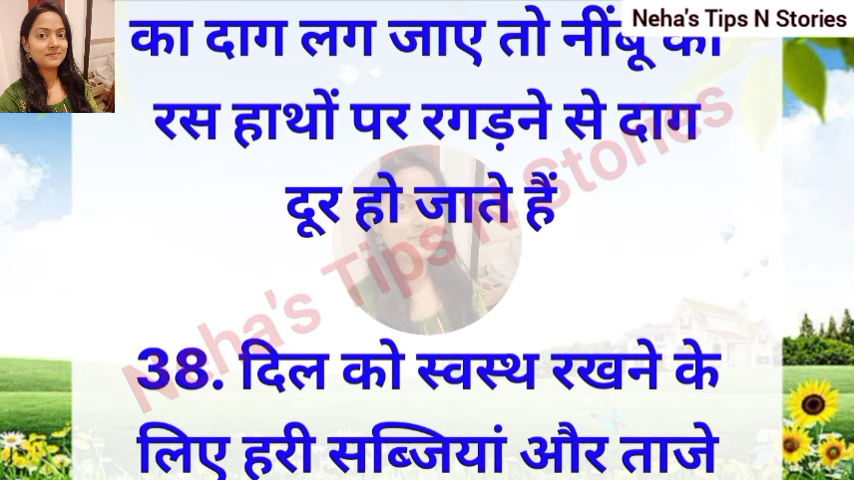 Neha's Tips N Stories
का दाग लग जाए तो नींबू का
रस हाथों पर रगड़ने से दाग
दूर हो जाते हैं
Neha's Tips N Stories
38. दिल को स्वस्थ रखने के
लिए हरी सब्जियां और ताजे